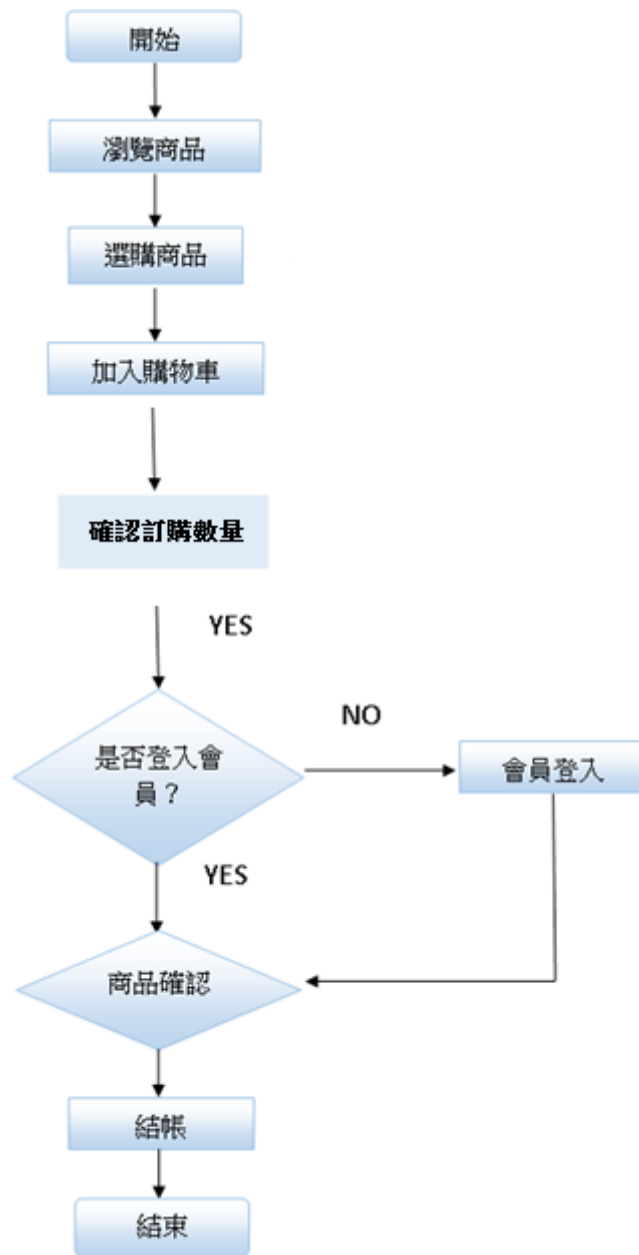 開始
瀏覽商品
選購商品
加入購物車
確認訂購數量
YES
是否登入會
員？
NO
會員登入
YES
商品確認
結帳
結束